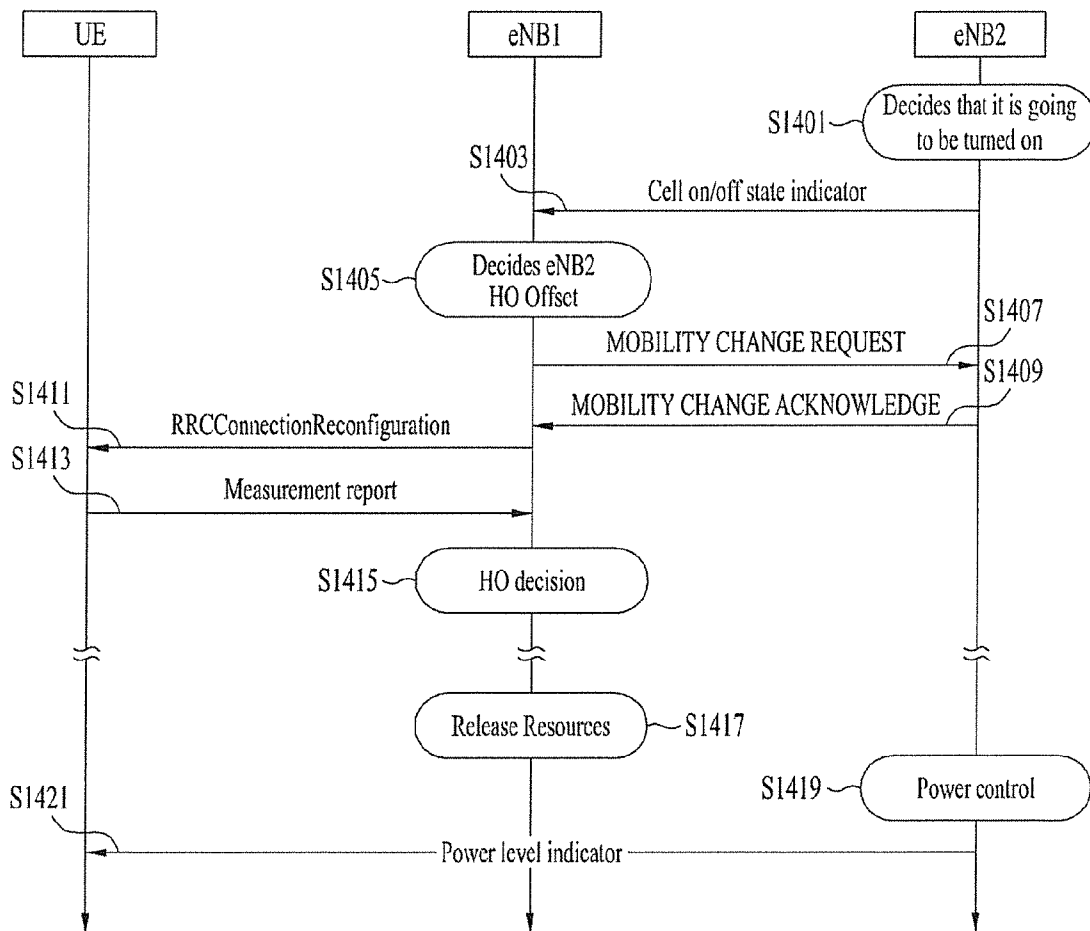 UE
eNB1
eNB2
S1401
Decides that it is going
to be turned on
S1403
Cell on/off state indicator
S1405
Decides eNB2
HO Offset
S1407
MOBILITY CHANGE REQUEST
S1409
MOBILITY CHANGE ACKNOWLEDGE
S1411
RRCConnectionReconfiguration
S1413
Measurement report
S1415
HO decision
Release Resources
S1417
S1419
Power control
S1421
Power level indicator